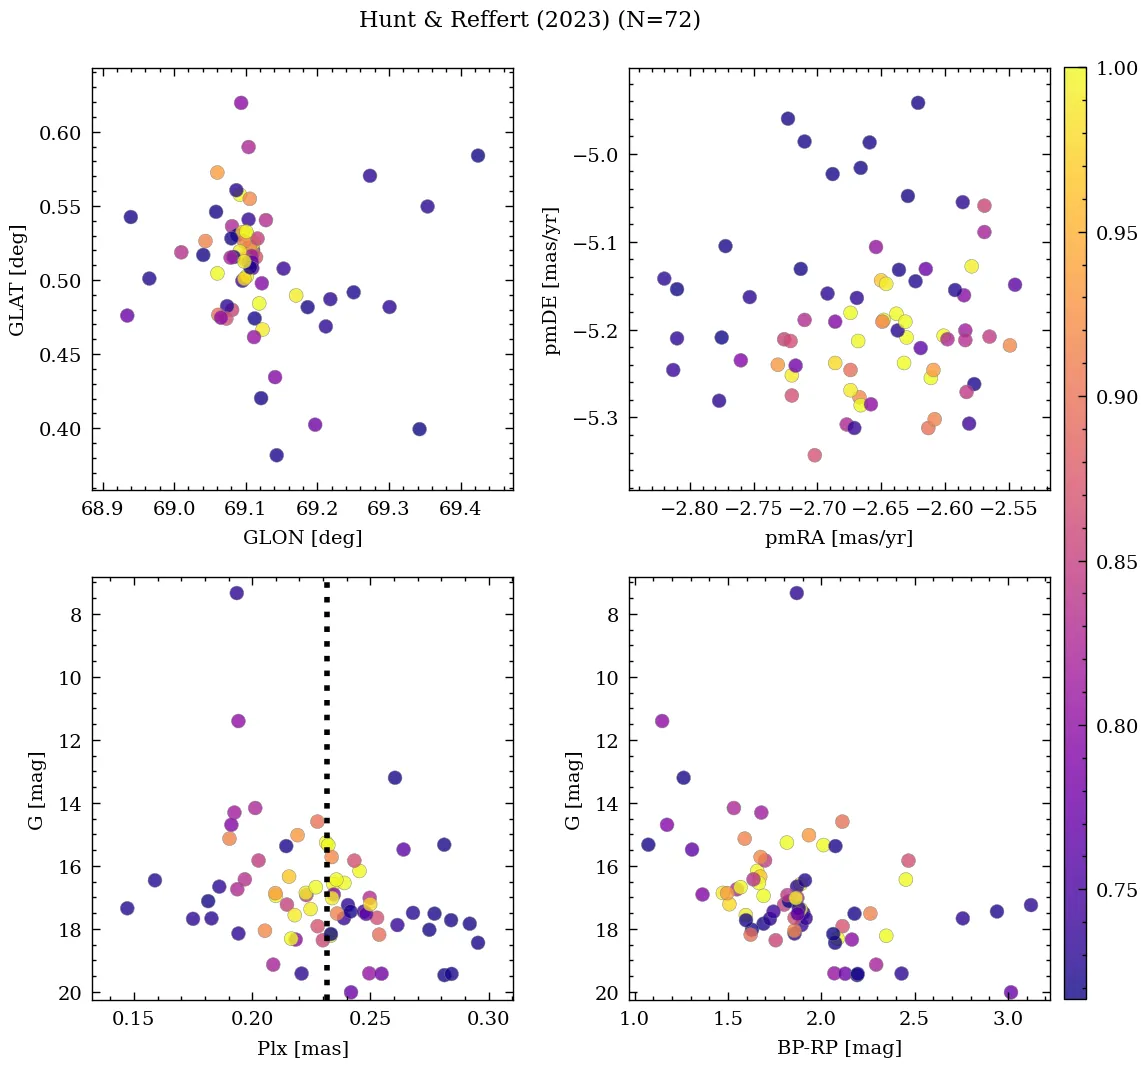 Hunt & Reffert (2023) (N=72)
0.60
0.55
0.50
0.45
0.40
GLAT [deg]
68.9 69.0 69.1 69.2 69.3 69.4
GLON [deg]
−5.0
−5.1
−5.2
−5.3
pmDE [mas/yr]
−2.80 −2.75 −2.70 −2.65 −2.60 −2.55
pmRA [mas/yr]
1.00
0.95
0.90
0.85
0.80
0.75
8
10
12
14
16
18
20
G [mag]
0.15 0.20 0.25 0.30
Plx [mas]
8
10
12
14
16
18
20
G [mag]
1.0 1.5 2.0 2.5 3.0
BP-RP [mag]